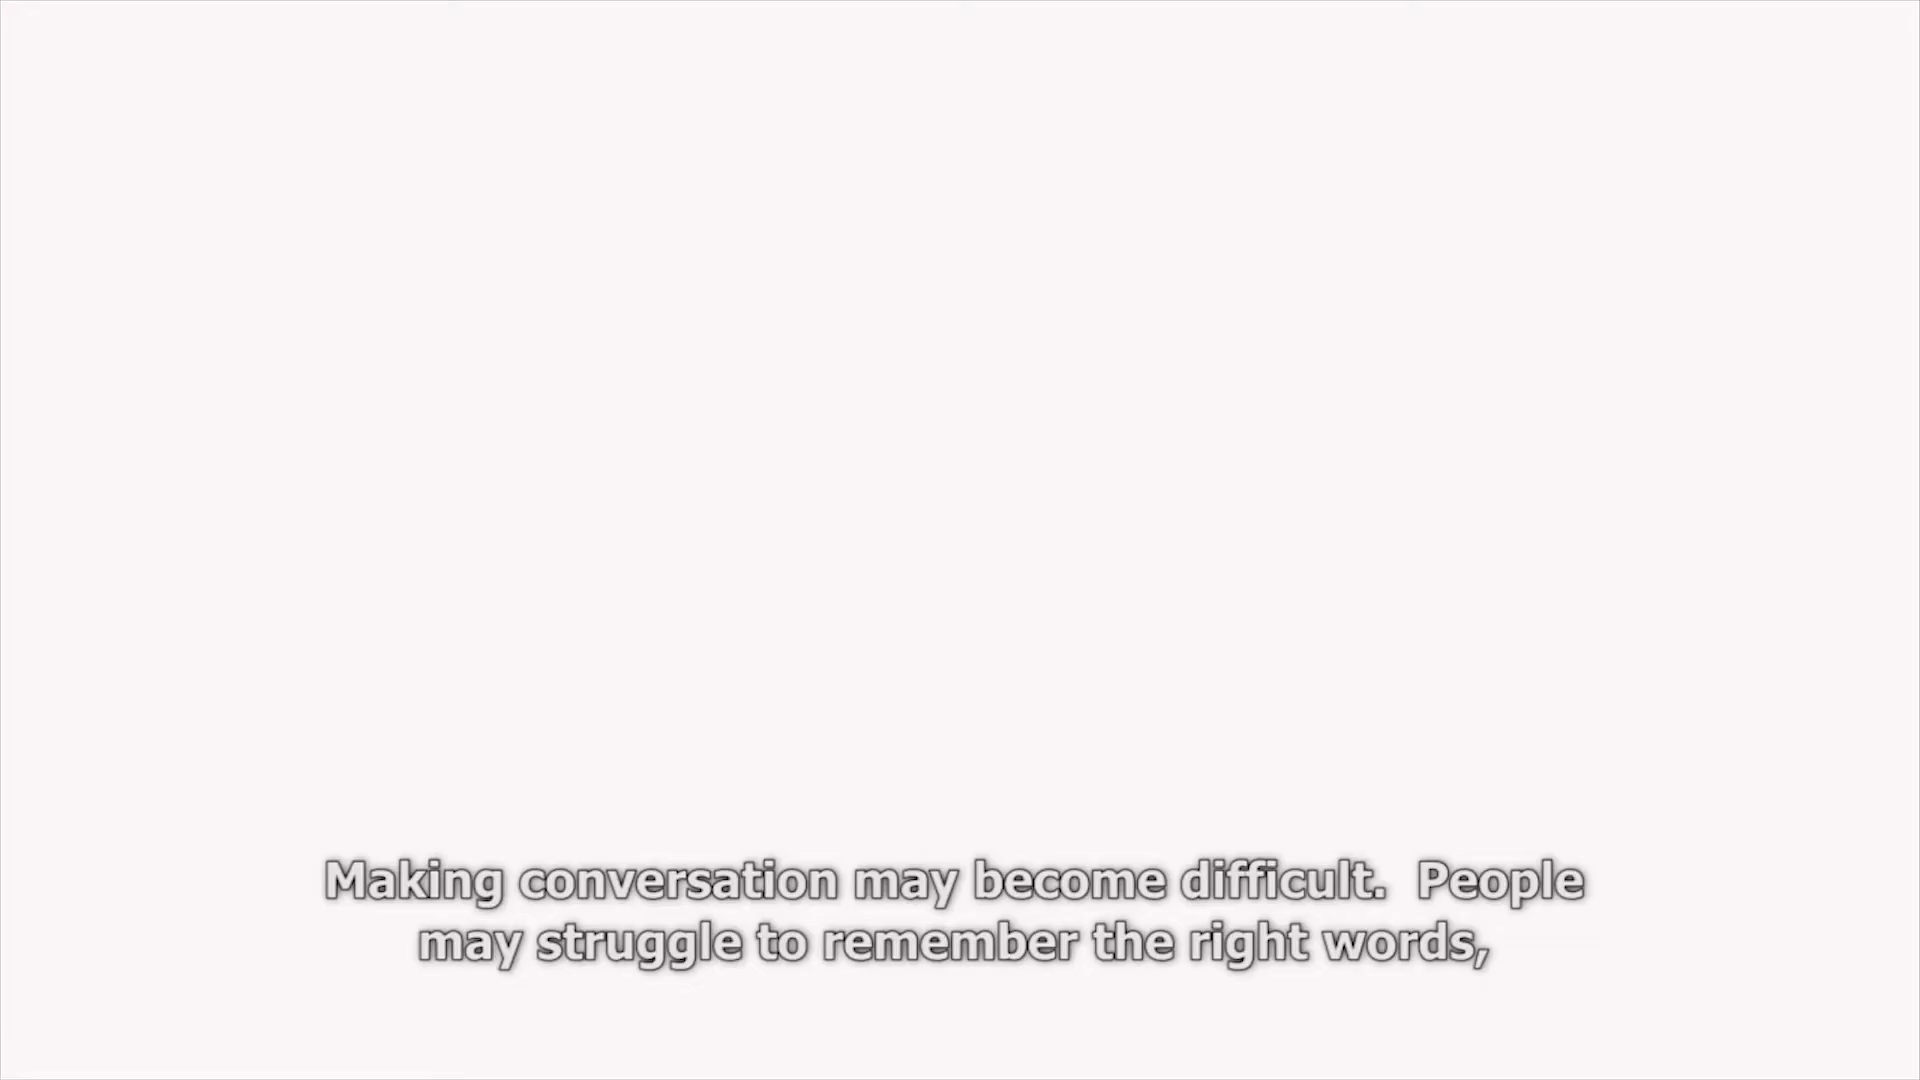 Making conversation may become difficult.  People
may struggle to remember the right words,